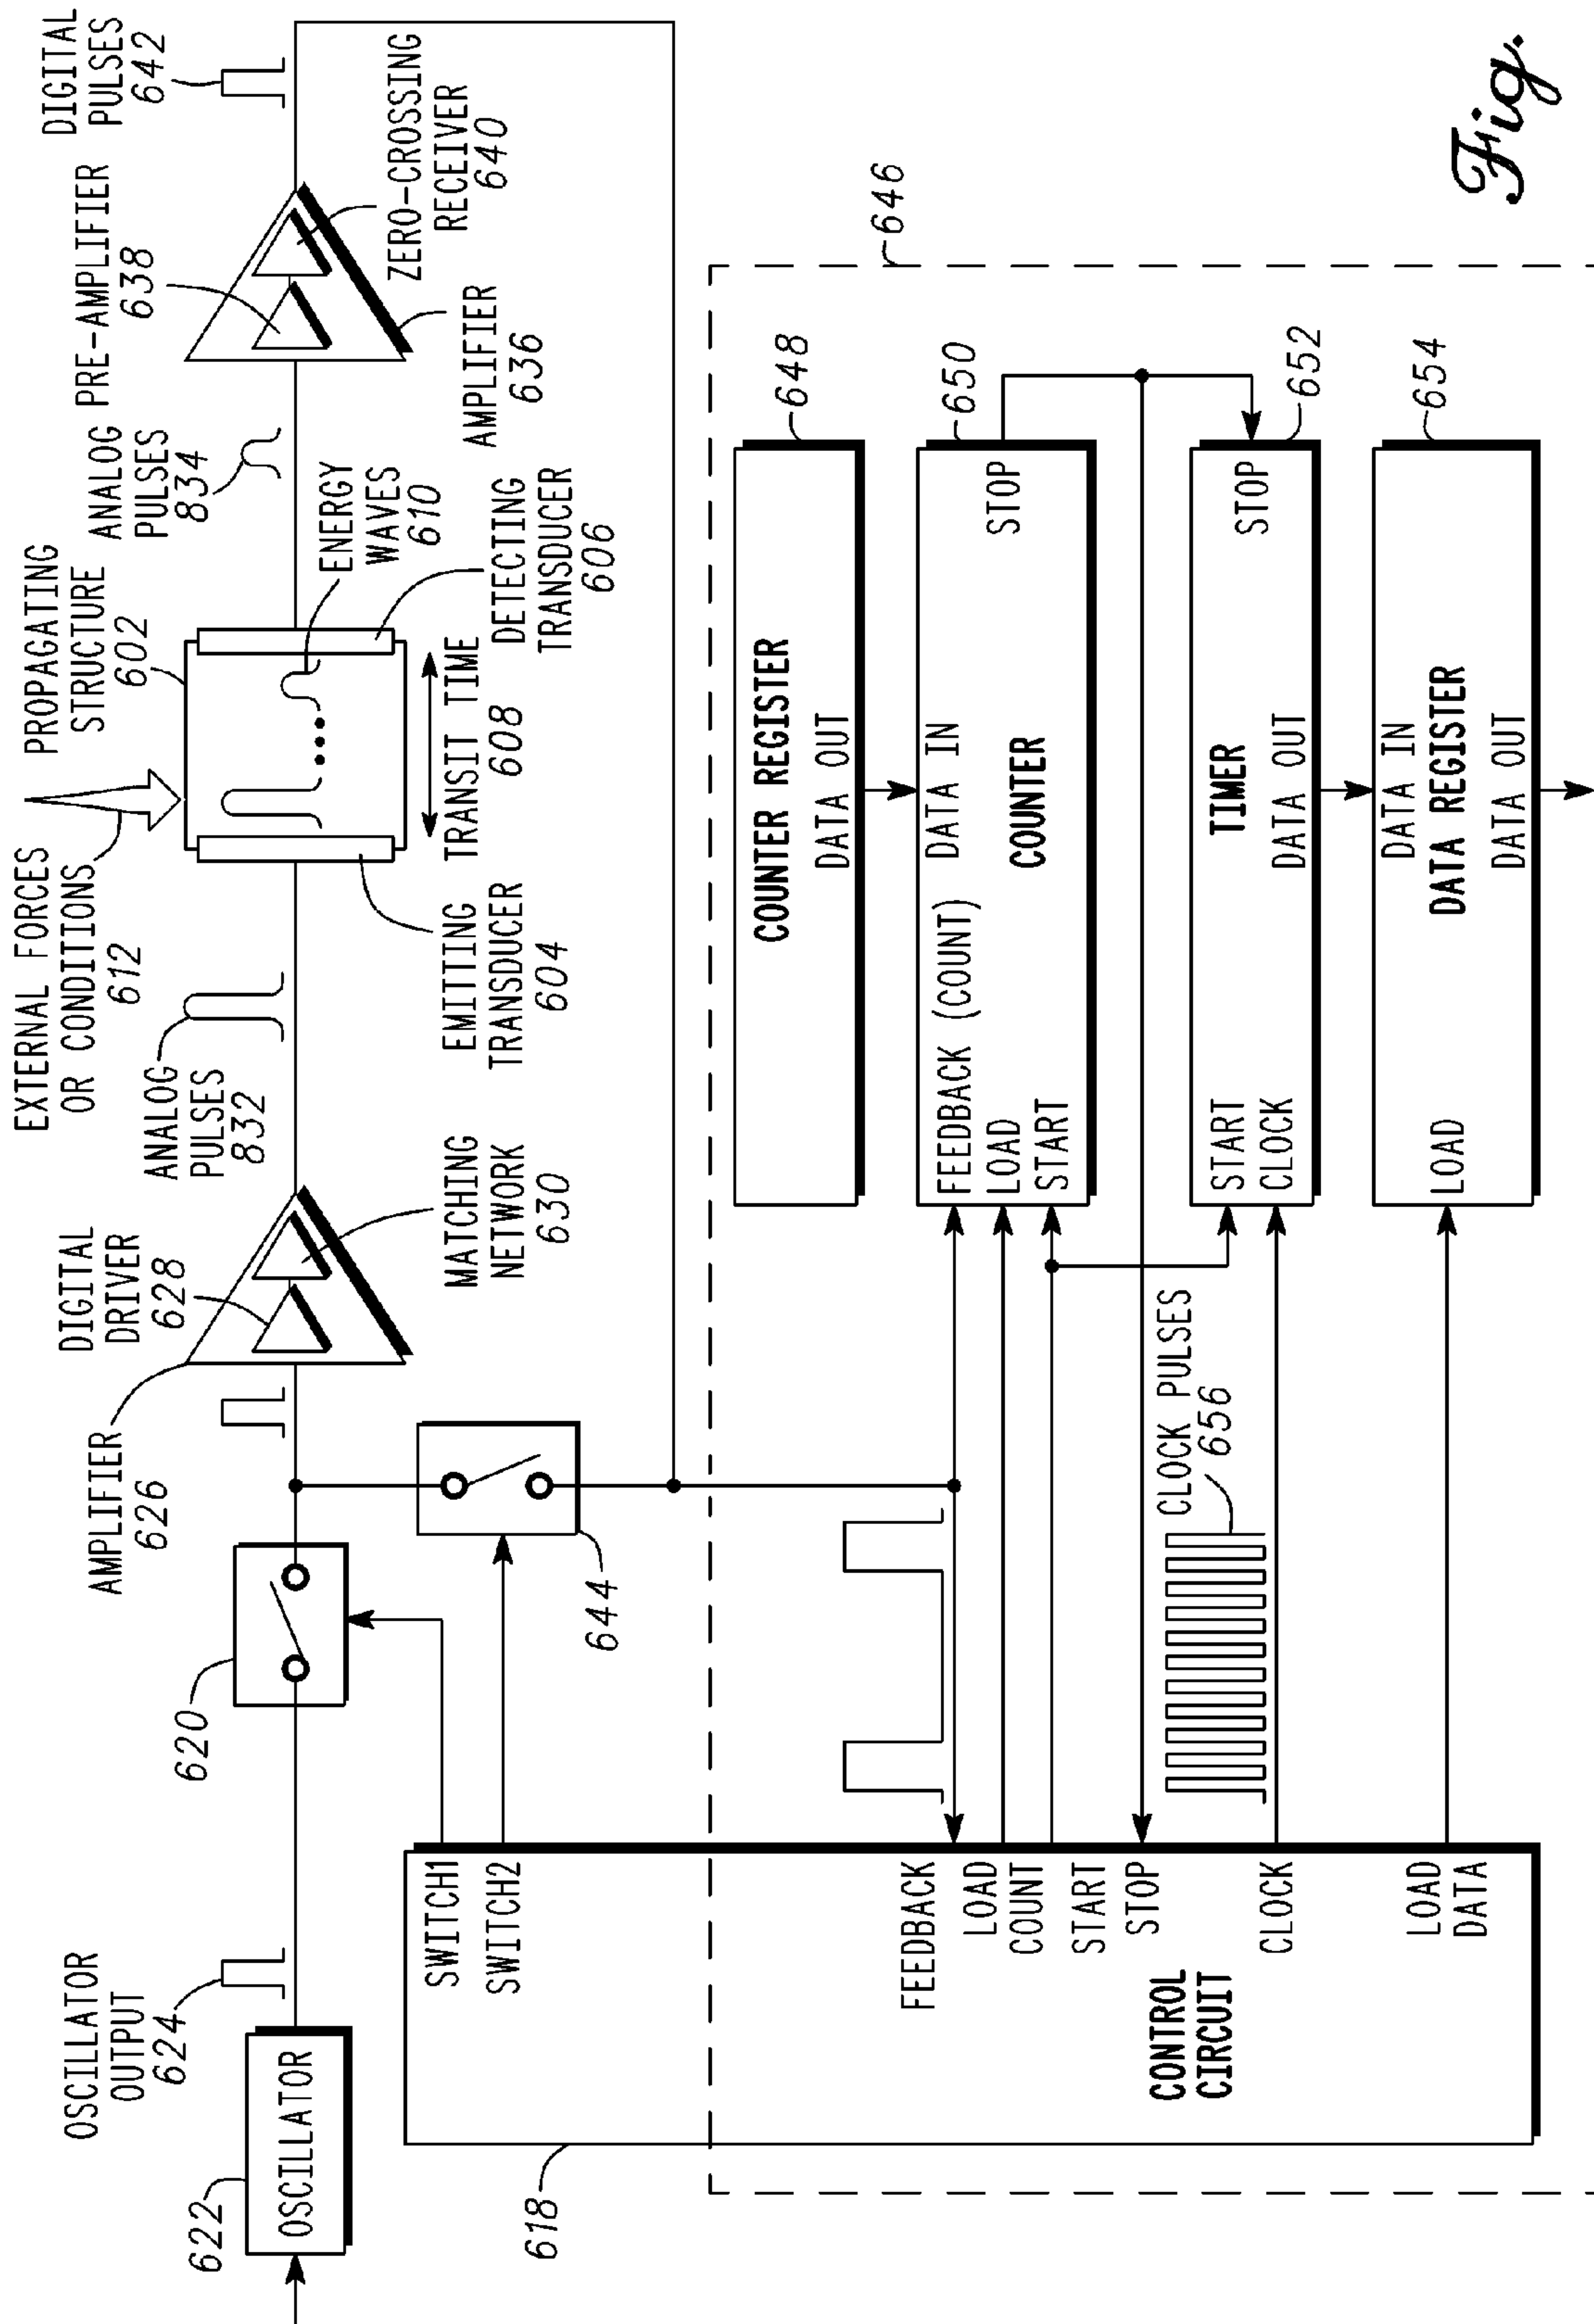 OSCILLATOR
OUTPUT
624
622
OSCILLATOR
620
AMPLIFIER
626
DIGITAL
DRIVER
628
MATCHING
NETWORK
630
ANALOG
PULSES
832
EXTERNAL FORCES
OR CONDITIONS
612
EMITTING
TRANSDUCER
604
PROPAGATING
STRUCTURE
602
TRANSIT TIME
608
ENERGY
WAVES
610
DETECTING
TRANSDUCER
606
ANALOG
PULSES
834
PRE-AMPLIFIER
638
AMPLIFIER
636
ZERO-CROSSING
RECEIVER
640
DIGITAL
PULSES
642
644
618
SWITCH1
SWITCH2
FEEDBACK
LOAD
COUNT
START
STOP
CLOCK
LOAD
DATA
CONTROL
CIRCUIT
CLOCK PULSES
656
646
COUNTER REGISTER
DATA OUT
648
FEEDBACK (COUNT)
LOAD
START
DATA IN
COUNTER
STOP
650
START
CLOCK
TIMER
DATA OUT
STOP
652
LOAD
DATA IN
DATA REGISTER
DATA OUT
654
Fig.